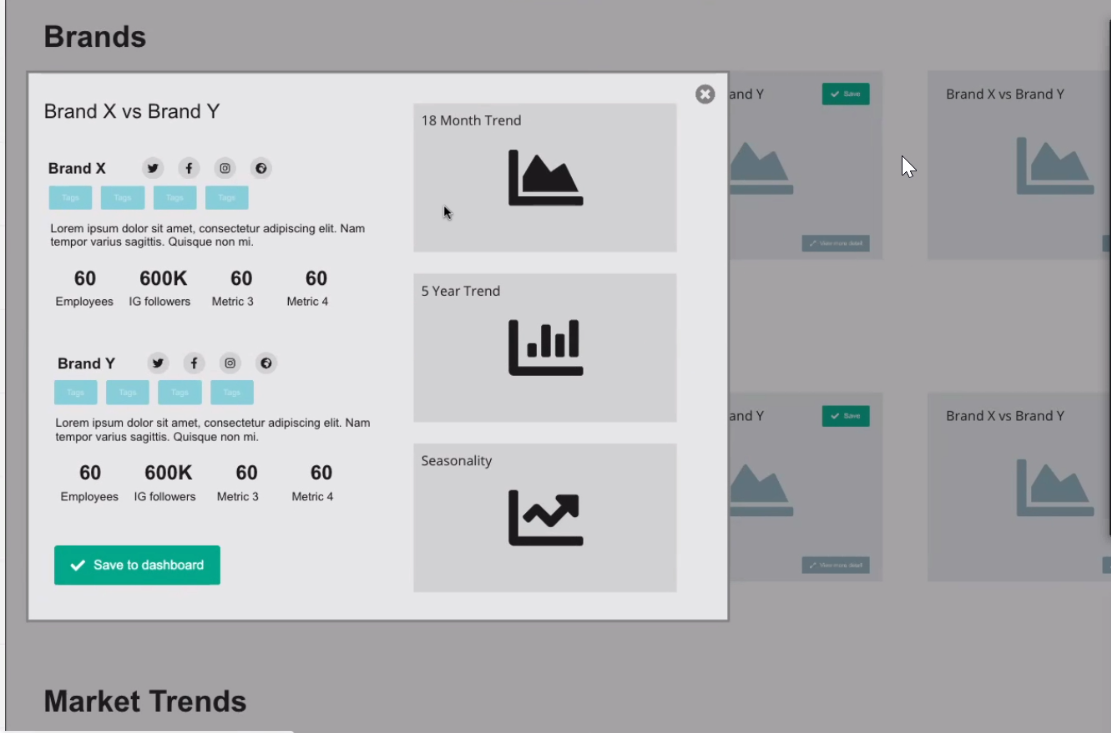 Brands
Brand X vs Brand Y
Brand X
Tags Tags Tags Tags
Lorem ipsum dolor sit amet, consectetur adipiscing elit. Nam
tempor varius sagittis. Quisque non mi.
60 600K 60 60
Employees IG followers Metric 3 Metric 4
Brand Y
Tags Tags Tags Tags
Lorem ipsum dolor sit amet, consectetur adipiscing elit. Nam
tempor varius sagittis. Quisque non mi.
60 600K 60 60
Employees IG followers Metric 3 Metric 4
Save to dashboard
18 Month Trend
5 Year Trend
Seasonality
and Y
Save
View more detail
Brand X vs Brand Y
and Y
Save
View more detail
Brand X vs Brand Y
Market Trends